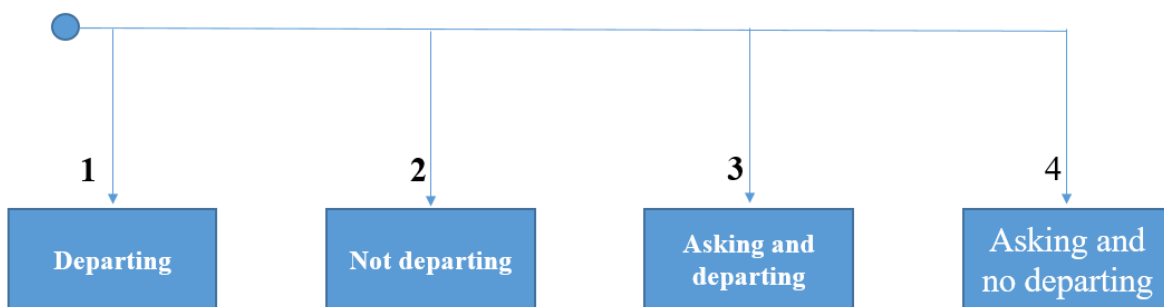 1
2
3
4
Departing
Not departing
Asking and
departing
Asking and
no departing